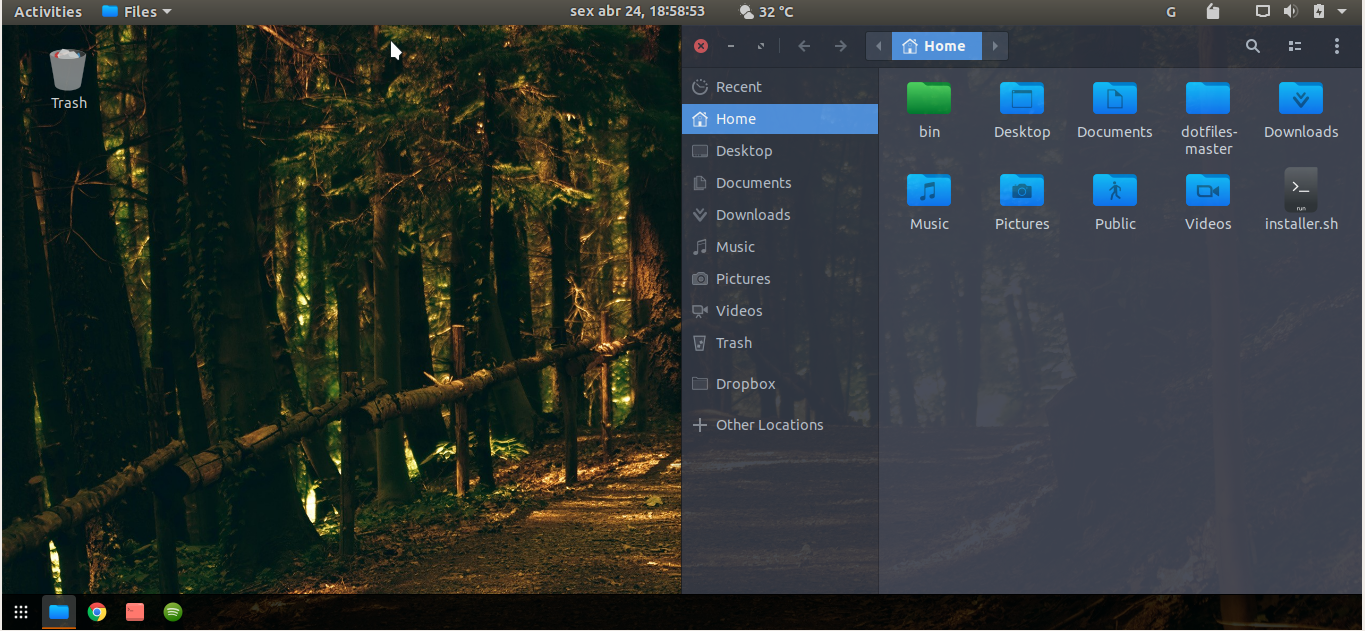 Activities Files sex abr 24, 18:58:53 32 °C G
Trash
Home
Recent
Home
Desktop
Documents
Downloads
Music
Pictures
Videos
Trash
Dropbox
Other Locations
bin
Desktop
Documents
dotfiles-
master
Downloads
Music
Pictures
Public
Videos
>_
run
installer.sh